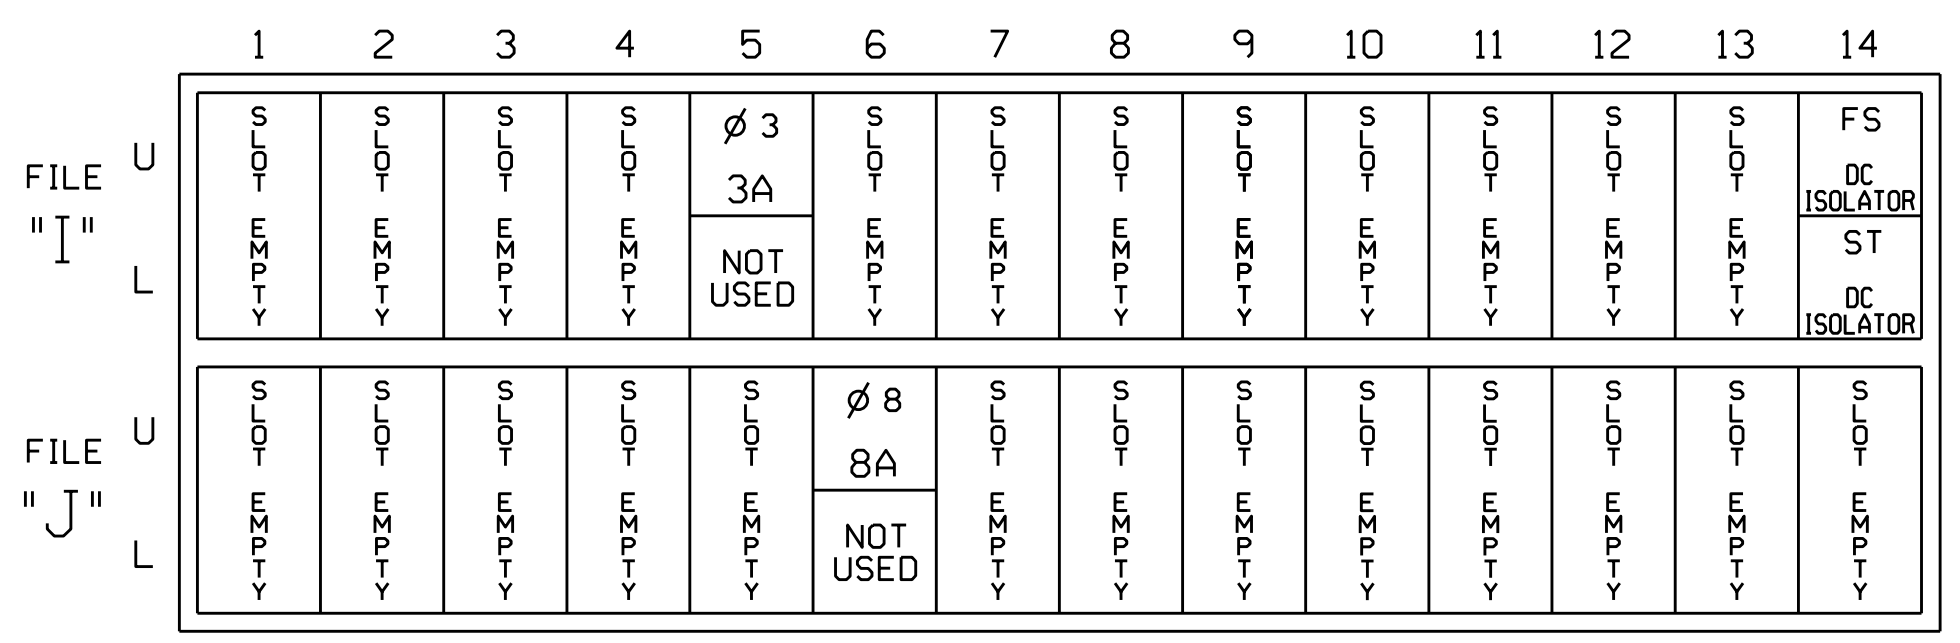 1 2 3 4 5 6 7 8 9 10 11 12 13 14
FILE "I"
U
L
SLOT EMPTY
SLOT EMPTY
SLOT EMPTY
SLOT EMPTY
Ø 3
3A
NOT
USED
SLOT EMPTY
SLOT EMPTY
SLOT EMPTY
SLOT EMPTY
SLOT EMPTY
SLOT EMPTY
SLOT EMPTY
SLOT EMPTY
FS
DC
ISOLATOR
ST
DC
ISOLATOR
FILE "J"
U
L
SLOT EMPTY
SLOT EMPTY
SLOT EMPTY
SLOT EMPTY
SLOT EMPTY
Ø 8
8A
NOT
USED
SLOT EMPTY
SLOT EMPTY
SLOT EMPTY
SLOT EMPTY
SLOT EMPTY
SLOT EMPTY
SLOT EMPTY
SLOT EMPTY